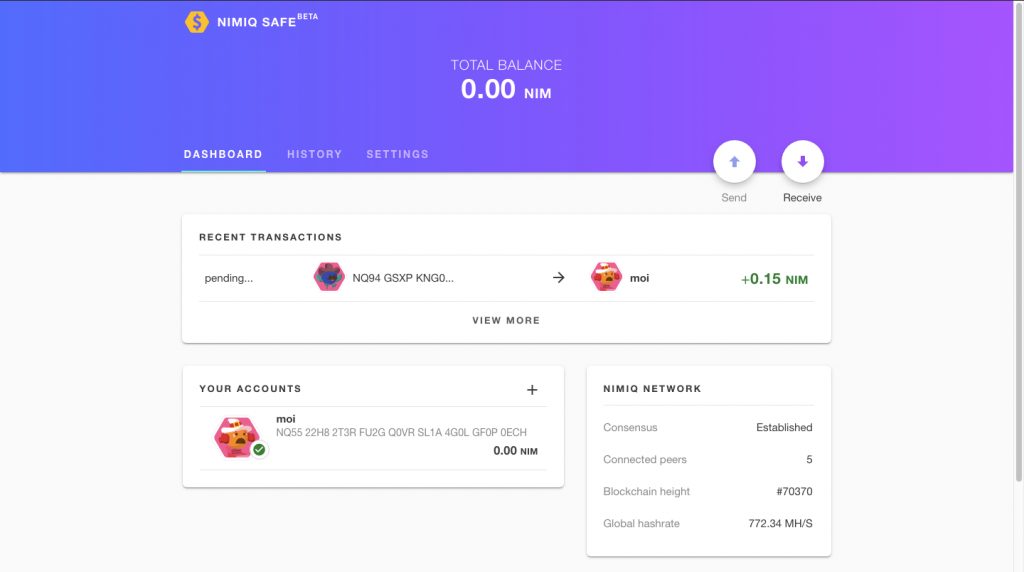 NIMIQ SAFE BETA
TOTAL BALANCE
0.00 NIM
DASHBOARD HISTORY SETTINGS
Send Receive
RECENT TRANSACTIONS
pending... NQ94 GSXP KNG0... → moi +0.15 NIM
VIEW MORE
YOUR ACCOUNTS +
moi
NQ55 22H8 2T3R FU2G Q0VR SL1A 4G0L GF0P 0ECH
0.00 NIM
NIMIQ NETWORK
Consensus Established
Connected peers 5
Blockchain height #70370
Global hashrate 772.34 MH/S